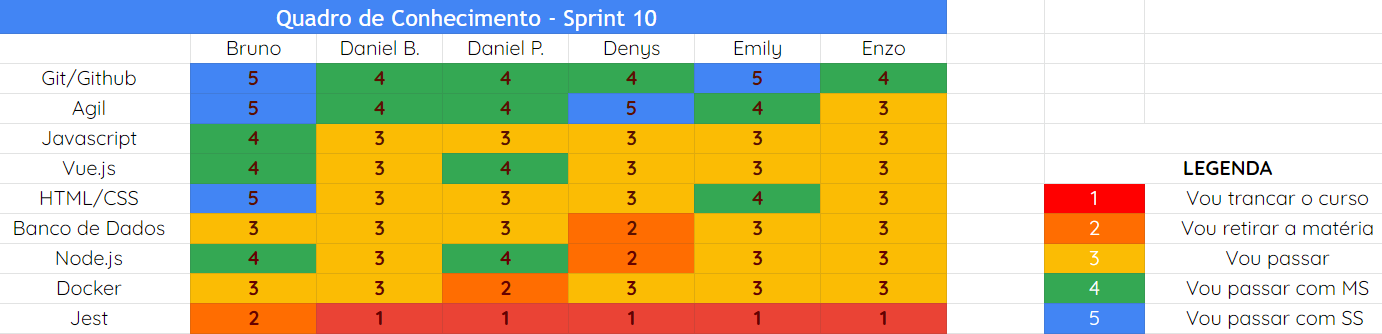 Quadro de Conhecimento - Sprint 10
Bruno Daniel B. Daniel P. Denys Emily Enzo
Git/Github 5 4 4 4 5 4
Agil 5 4 4 5 4 3
Javascript 4 3 3 3 3 3
Vue.js 4 3 4 3 3 3 LEGENDA
HTML/CSS 5 3 3 3 4 3 1 Vou trancar o curso
Banco de Dados 3 3 3 2 3 3 2 Vou retirar a matéria
Node.js 4 3 4 2 3 3 3 Vou passar
Docker 3 3 2 3 3 3 4 Vou passar com MS
Jest 2 1 1 1 1 1 5 Vou passar com SS